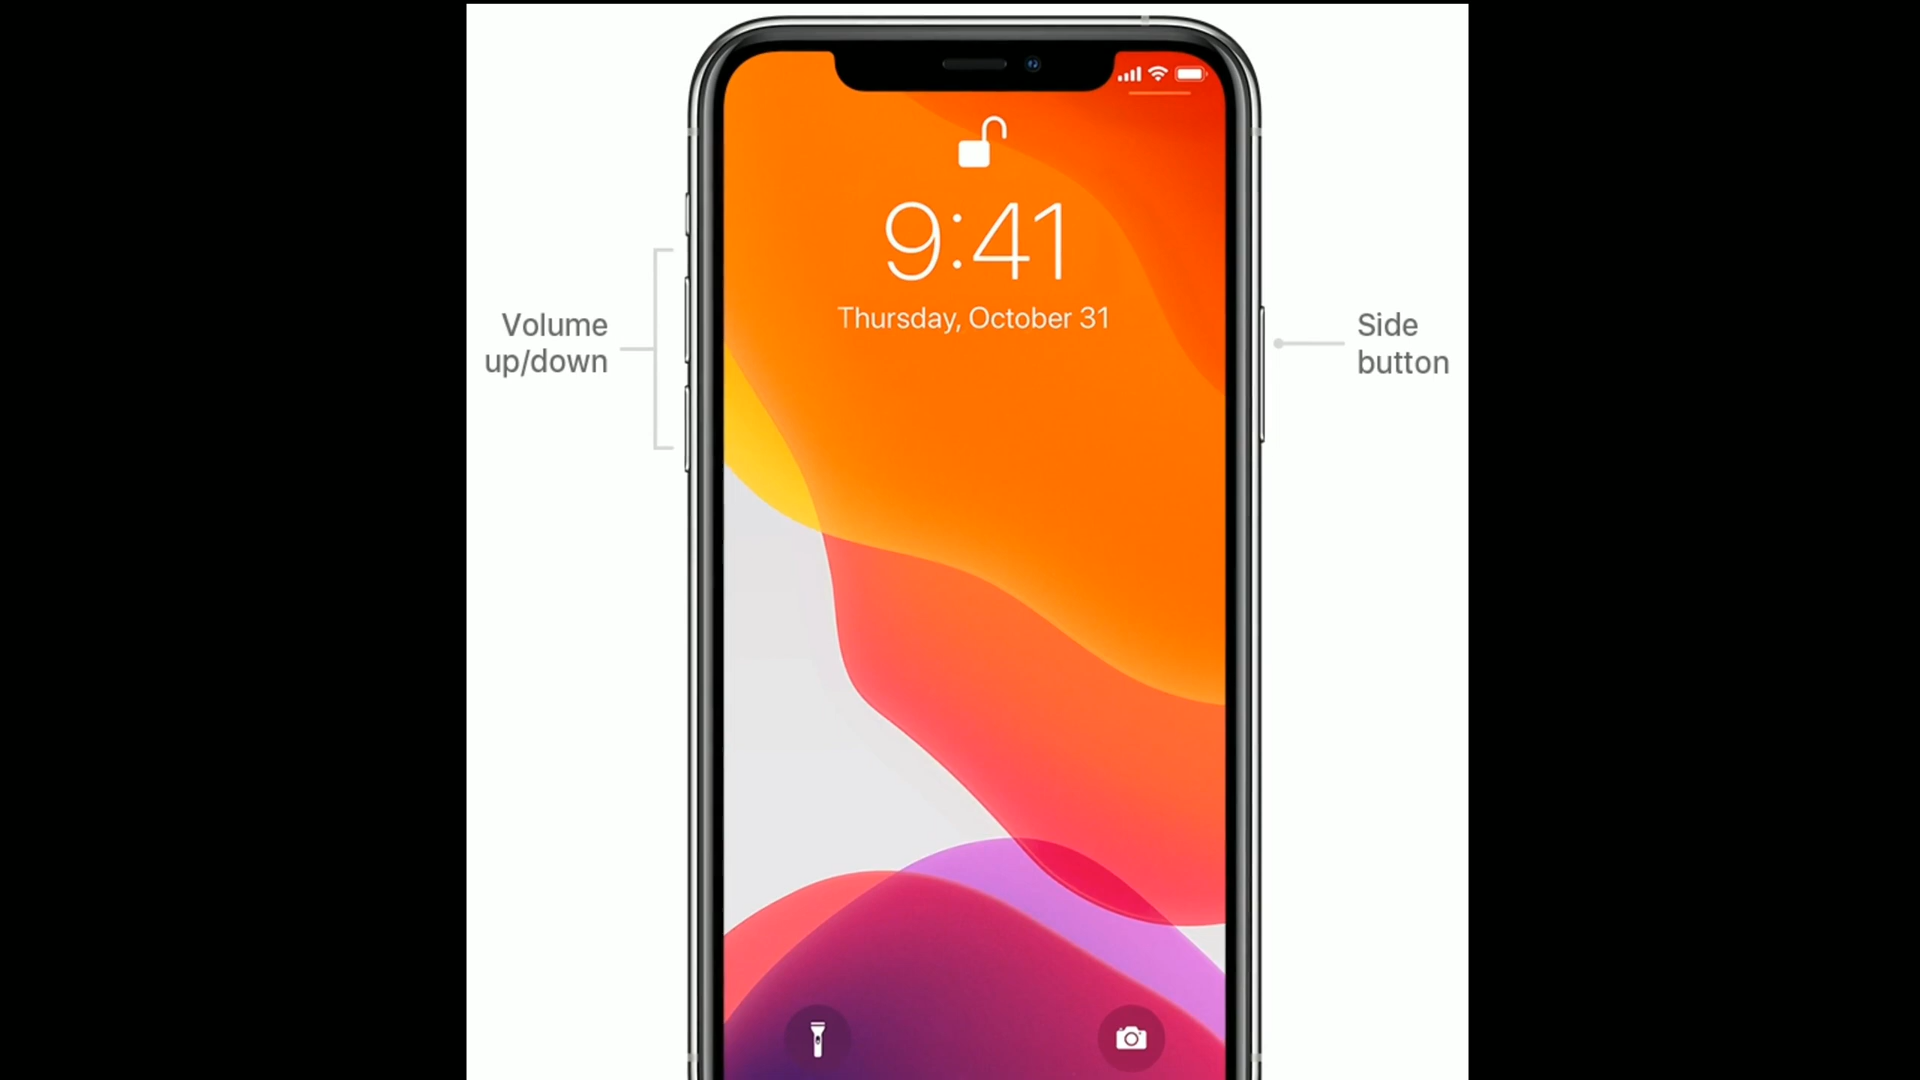 9:41
Thursday, October 31
Volume
up/down
Side
button